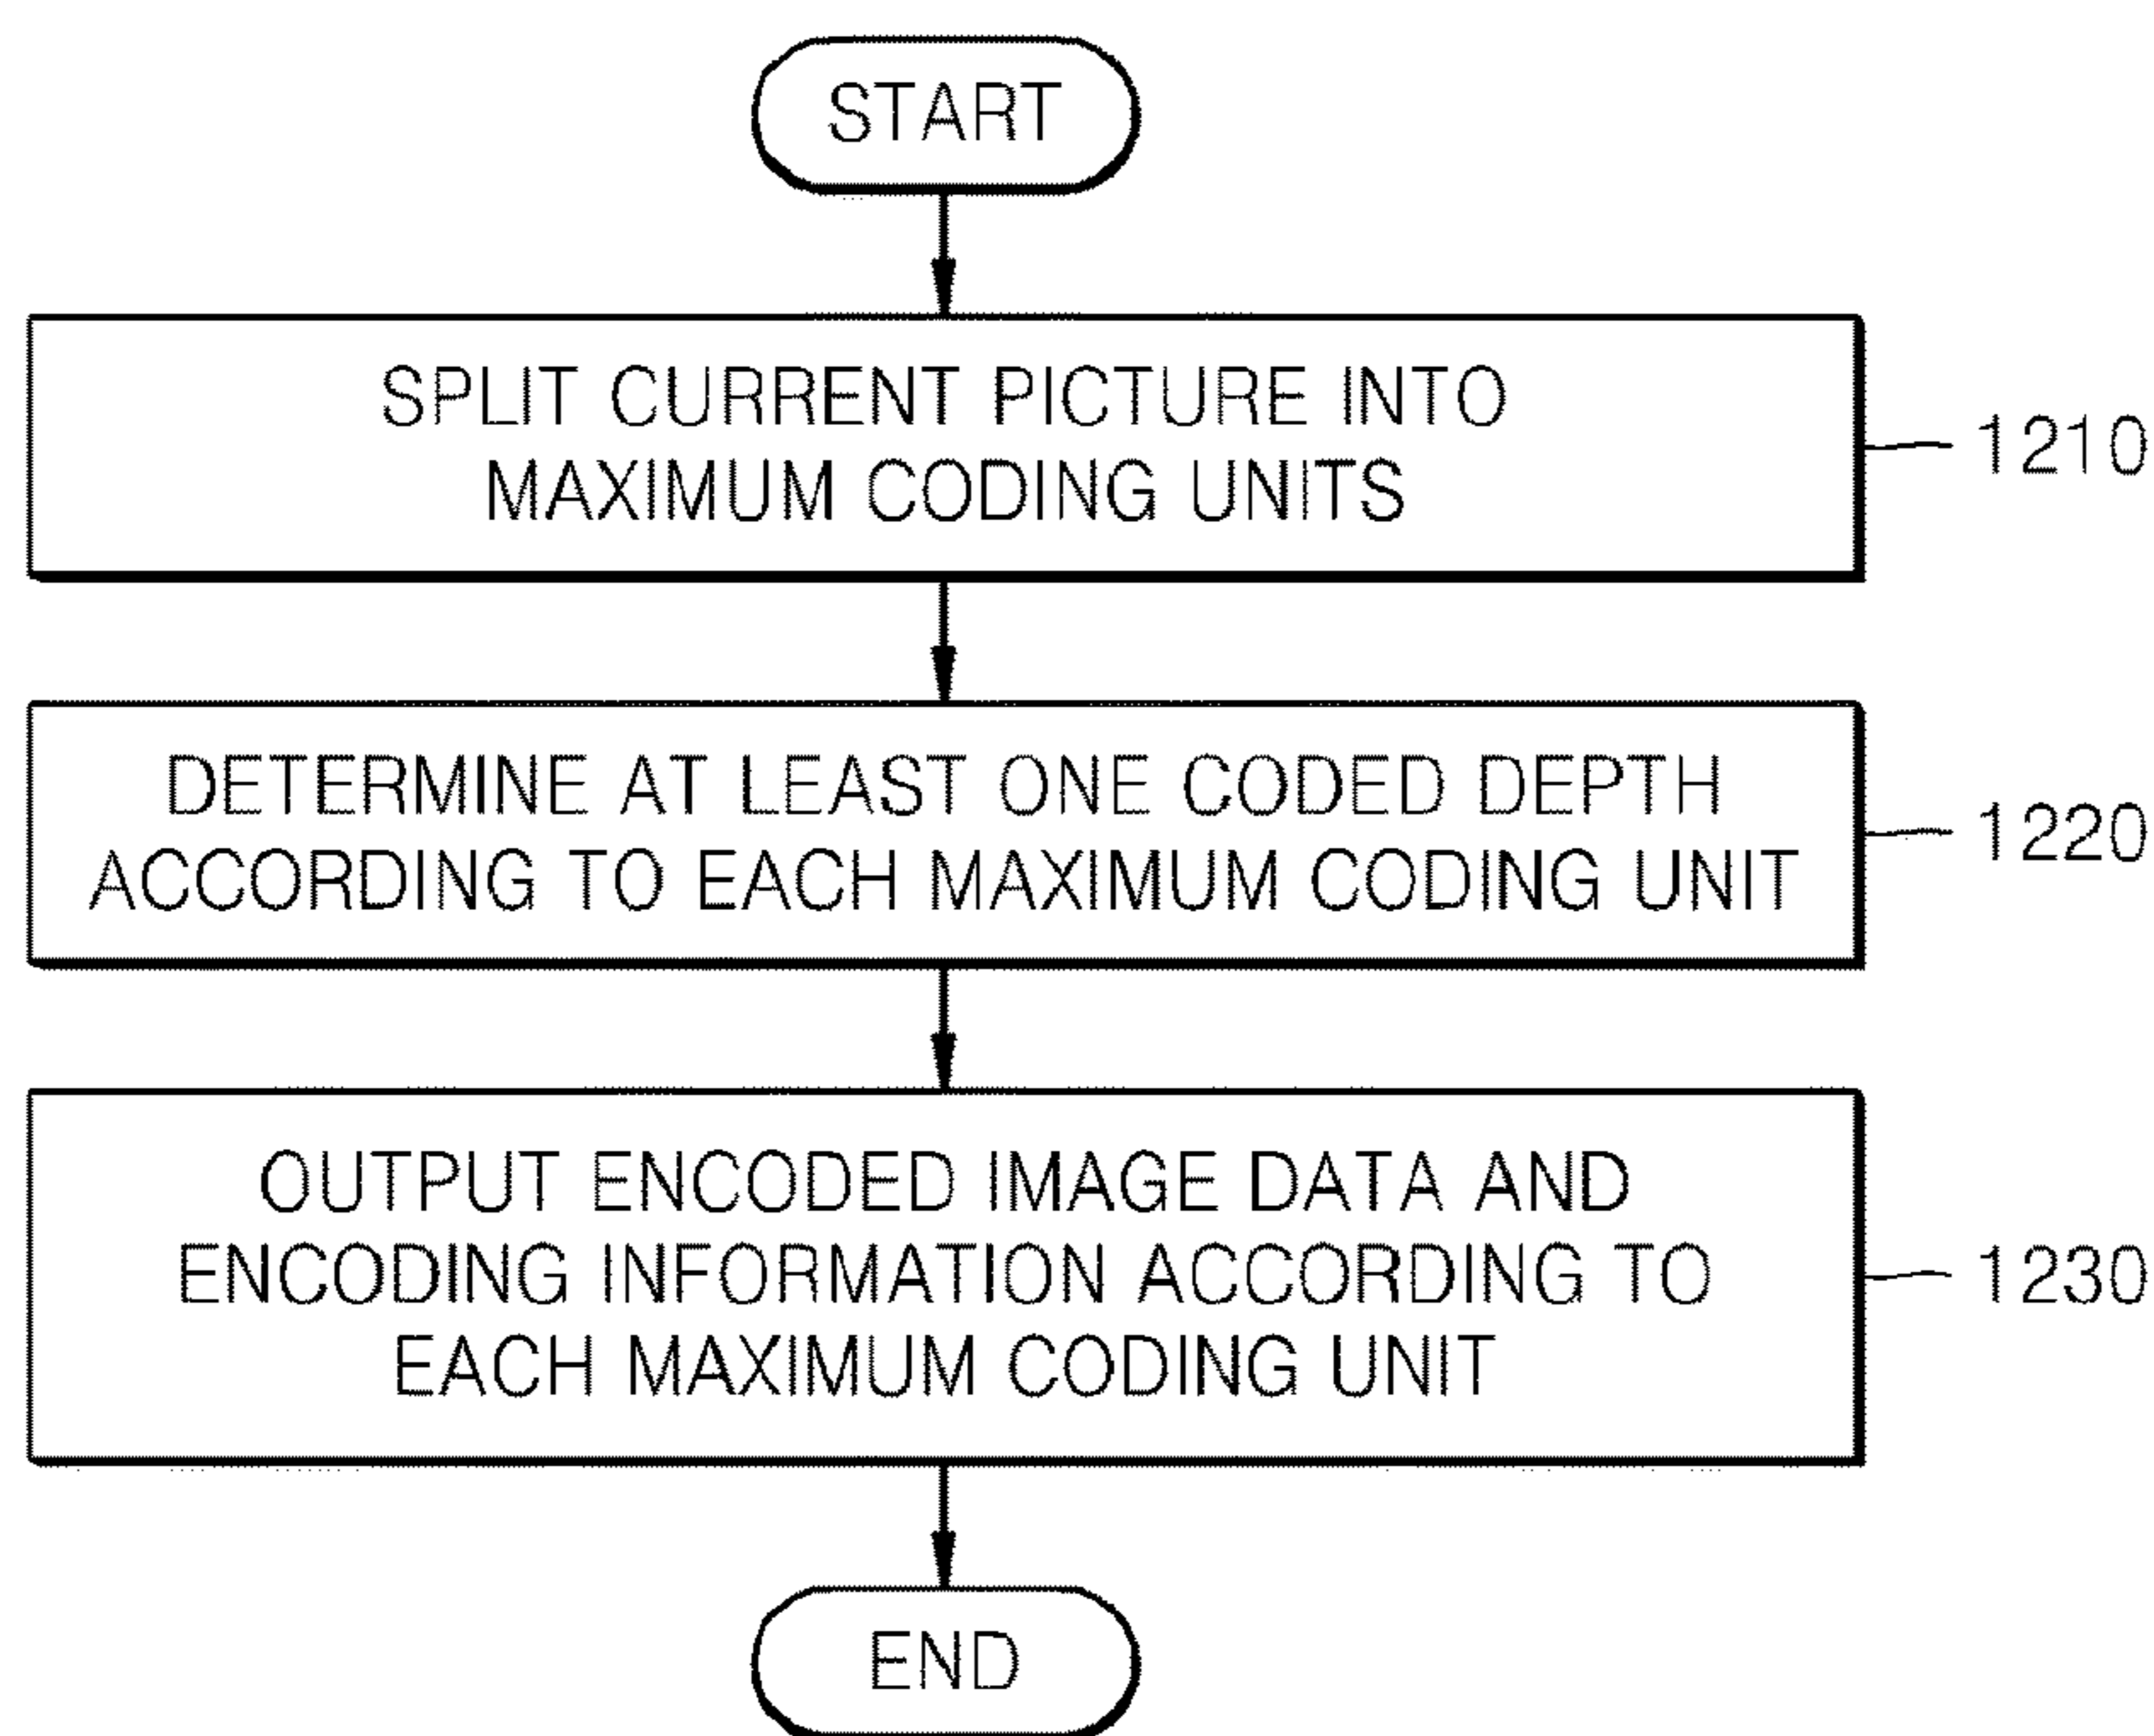 START
SPLIT CURRENT PICTURE INTO
MAXIMUM CODING UNITS
1210
DETERMINE AT LEAST ONE CODED DEPTH
ACCORDING TO EACH MAXIMUM CODING UNIT
1220
OUTPUT ENCODED IMAGE DATA AND
ENCODING INFORMATION ACCORDING TO
EACH MAXIMUM CODING UNIT
1230
END